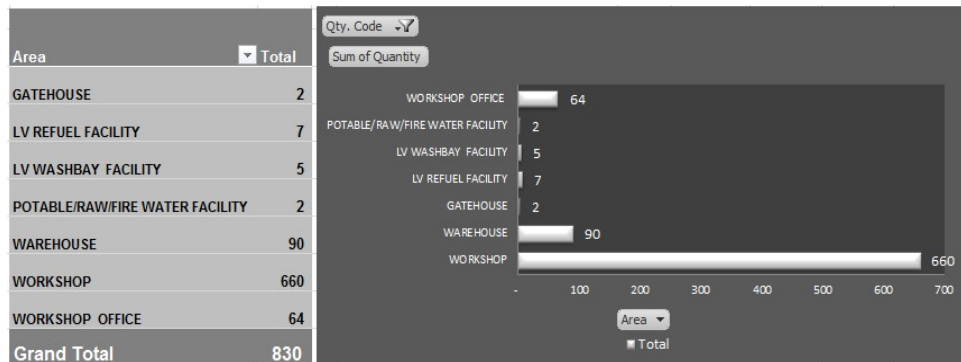 Area Total
GATEHOUSE 2
LV REFUEL FACILITY 7
LV WASHBAY FACILITY 5
POTABLE/RAW/FIRE WATER FACILITY 2
WAREHOUSE 90
WORKSHOP 660
WORKSHOP OFFICE 64
Grand Total 830
Qty. Code
Sum of Quantity
WORKSHOP OFFICE 64
POTABLE/RAW/FIRE WATER FACILITY 2
LV WASHBAY FACILITY 5
LV REFUEL FACILITY 7
GATEHOUSE 2
WAREHOUSE 90
WORKSHOP 660
- 100 200 300 400 500 600 700
Area
Total